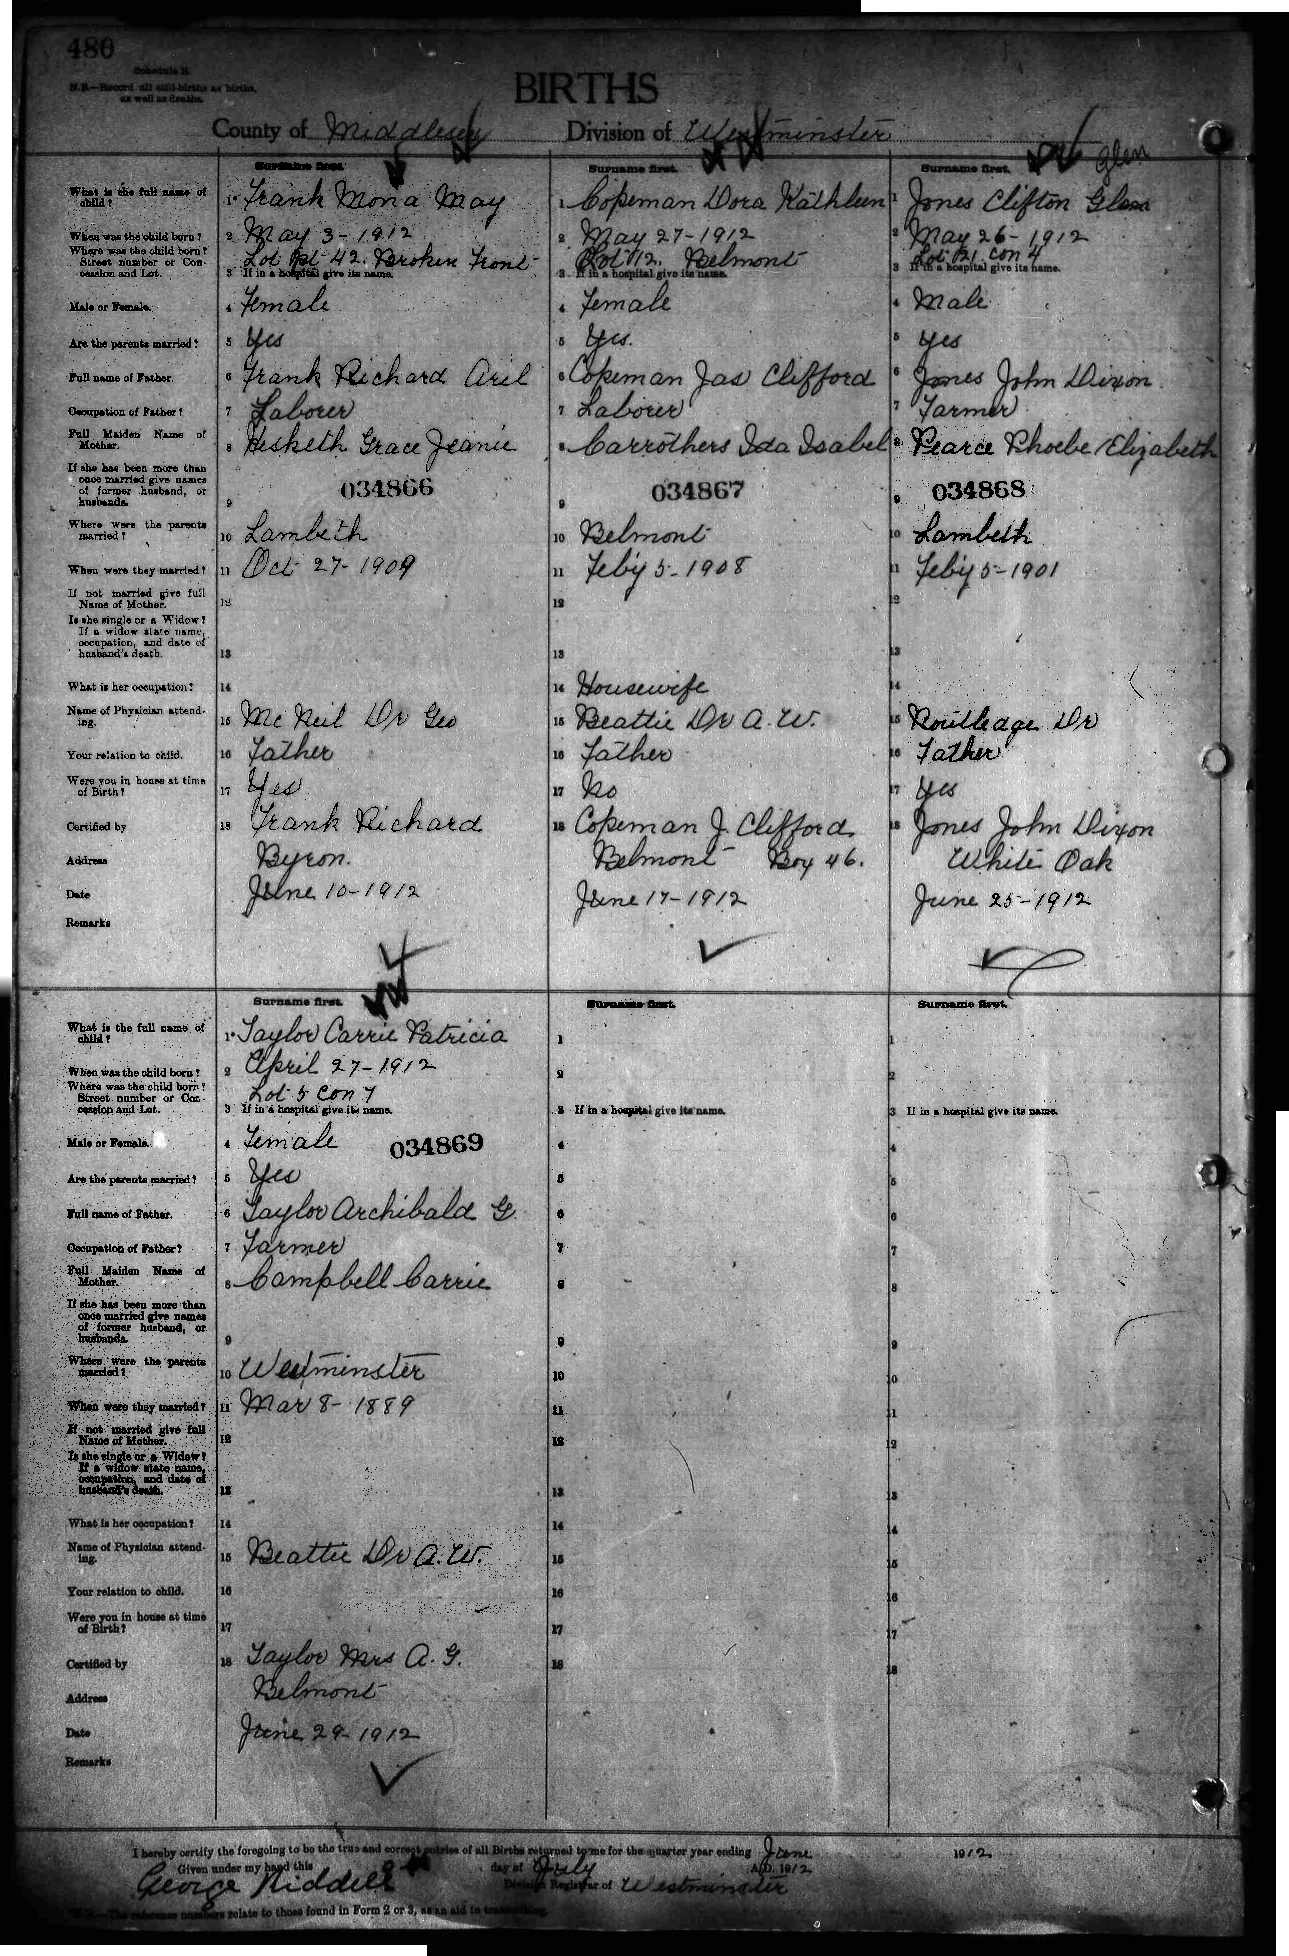 480
Schedule B.
N.B.—Record all still-births as births,
as well as deaths.
BIRTHS
County of Middlesex Division of Westminster
Surname first. Surname first. Surname first. Glen
What is the full name of child? 1 Frank Mona May 1 Copeman Dora Kathleen 1 Jones Clifton Glenn
When was the child born? 2 May 3-1912 2 May 27-1912 2 May 26-1912
Where was the child born? Street number or Concession and Lot. Lot Pt 42. Broken Front Lot 12. Belmont Lot 21 Con 4
3 If in a hospital give its name. 3 If in a hospital give its name. 3 If in a hospital give its name.
Male or Female. 4 Female 4 Female 4 Male
Are the parents married? 5 Yes 5 Yes. 5 Yes
Full name of Father. 6 Frank Richard Aril 6 Copeman Jas Clifford 6 Jones John Dixon
Occupation of Father? 7 Laborer 7 Laborer 7 Farmer
Full Maiden Name of Mother. 8 Hesketh Grace Jeanie 8 Carrothers Ida Isabel 8 Pearce Phoebe Elizabeth
If she has been more than once married give names of former husband, or husbands. 9 034866 9 034867 9 034868
Where were the parents married? 10 Lambeth 10 Belmont 10 Lambeth
When were they married? 11 Oct 27-1909 11 Feb'y 5-1908 11 Feb'y 5-1901
If not married give full Name of Mother. 12 12 12
Is she single or a Widow? If a widow state name, occupation, and date of husband's death. 13 13 13
What is her occupation? 14 14 Housewife 14
Name of Physician attending. 15 McNeil Dr Geo 15 Beattie Dr A. W. 15 Routledge Dr
Your relation to child. 16 Father 16 Father 16 Father
Were you in house at time of Birth? 17 Yes 17 No 17 Yes
Certified by 18 Frank Richard 18 Copeman J. Clifford 18 Jones John Dixon
Address Byron. Belmont Box 46. White Oak
Date June 10-1912 June 17-1912 June 25-1912
Remarks
Surname first. Surname first. Surname first.
What is the full name of child? 1 Taylor Carrie Patricia 1 1
When was the child born? 2 April 27-1912 2 2
Where was the child born? Street number or Concession and Lot. Lot 5 Con 7
3 If in a hospital give its name. 3 If in a hospital give its name. 3 If in a hospital give its name.
Male or Female. 4 Female 034869 4 4
Are the parents married? 5 Yes 5 5
Full name of Father. 6 Taylor Archibald G 6 6
Occupation of Father? 7 Farmer 7 7
Full Maiden Name of Mother. 8 Campbell Carrie 8 8
If she has been more than once married give names of former husband, or husbands. 9 9 9
Where were the parents married? 10 Westminster 10 10
When were they married? 11 Mar 8-1889 11 11
If not married give full Name of Mother. 12 12 12
Is she single or a Widow? If a widow state name, occupation, and date of husband's death. 13 13 13
What is her occupation? 14 14 14
Name of Physician attending. 15 Beattie Dr A. W. 15 15
Your relation to child. 16 16 16
Were you in house at time of Birth? 17 17 17
Certified by 18 Taylor Mrs A. G. 18 18
Address Belmont
Date June 29-1912
Remarks
I hereby certify the foregoing to be the true and correct entries of all Births returned to me for the quarter year ending June 1912
Given under my hand this day of July A.D. 1912
George Riddell Division Registrar of Westminster
N.B.—The reference numbers relate to those found in Form 2 or 3, as an aid to transcribing.